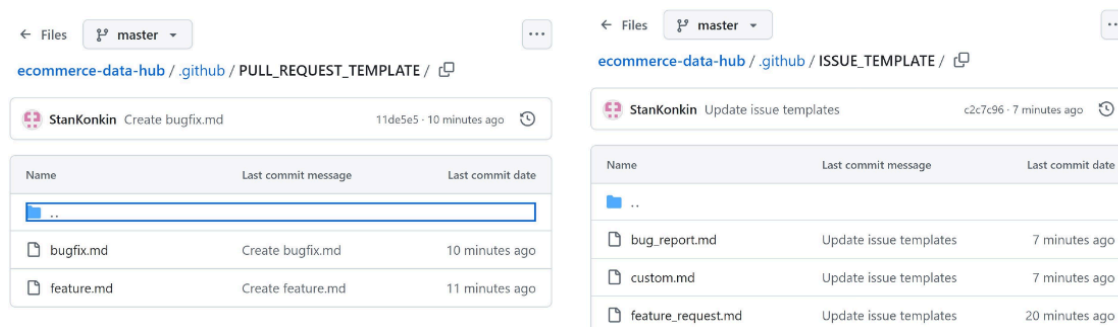 Files master ...
ecommerce-data-hub / .github / PULL_REQUEST_TEMPLATE /
StanKonkin Create bugfix.md 11de5e5 · 10 minutes ago
Name Last commit message Last commit date
..
bugfix.md Create bugfix.md 10 minutes ago
feature.md Create feature.md 11 minutes ago
Files master
ecommerce-data-hub / .github / ISSUE_TEMPLATE /
StanKonkin Update issue templates c2c7c96 · 7 minutes ago
Name Last commit message Last commit date
..
bug_report.md Update issue templates 7 minutes ago
custom.md Update issue templates 7 minutes ago
feature_request.md Update issue templates 20 minutes ago